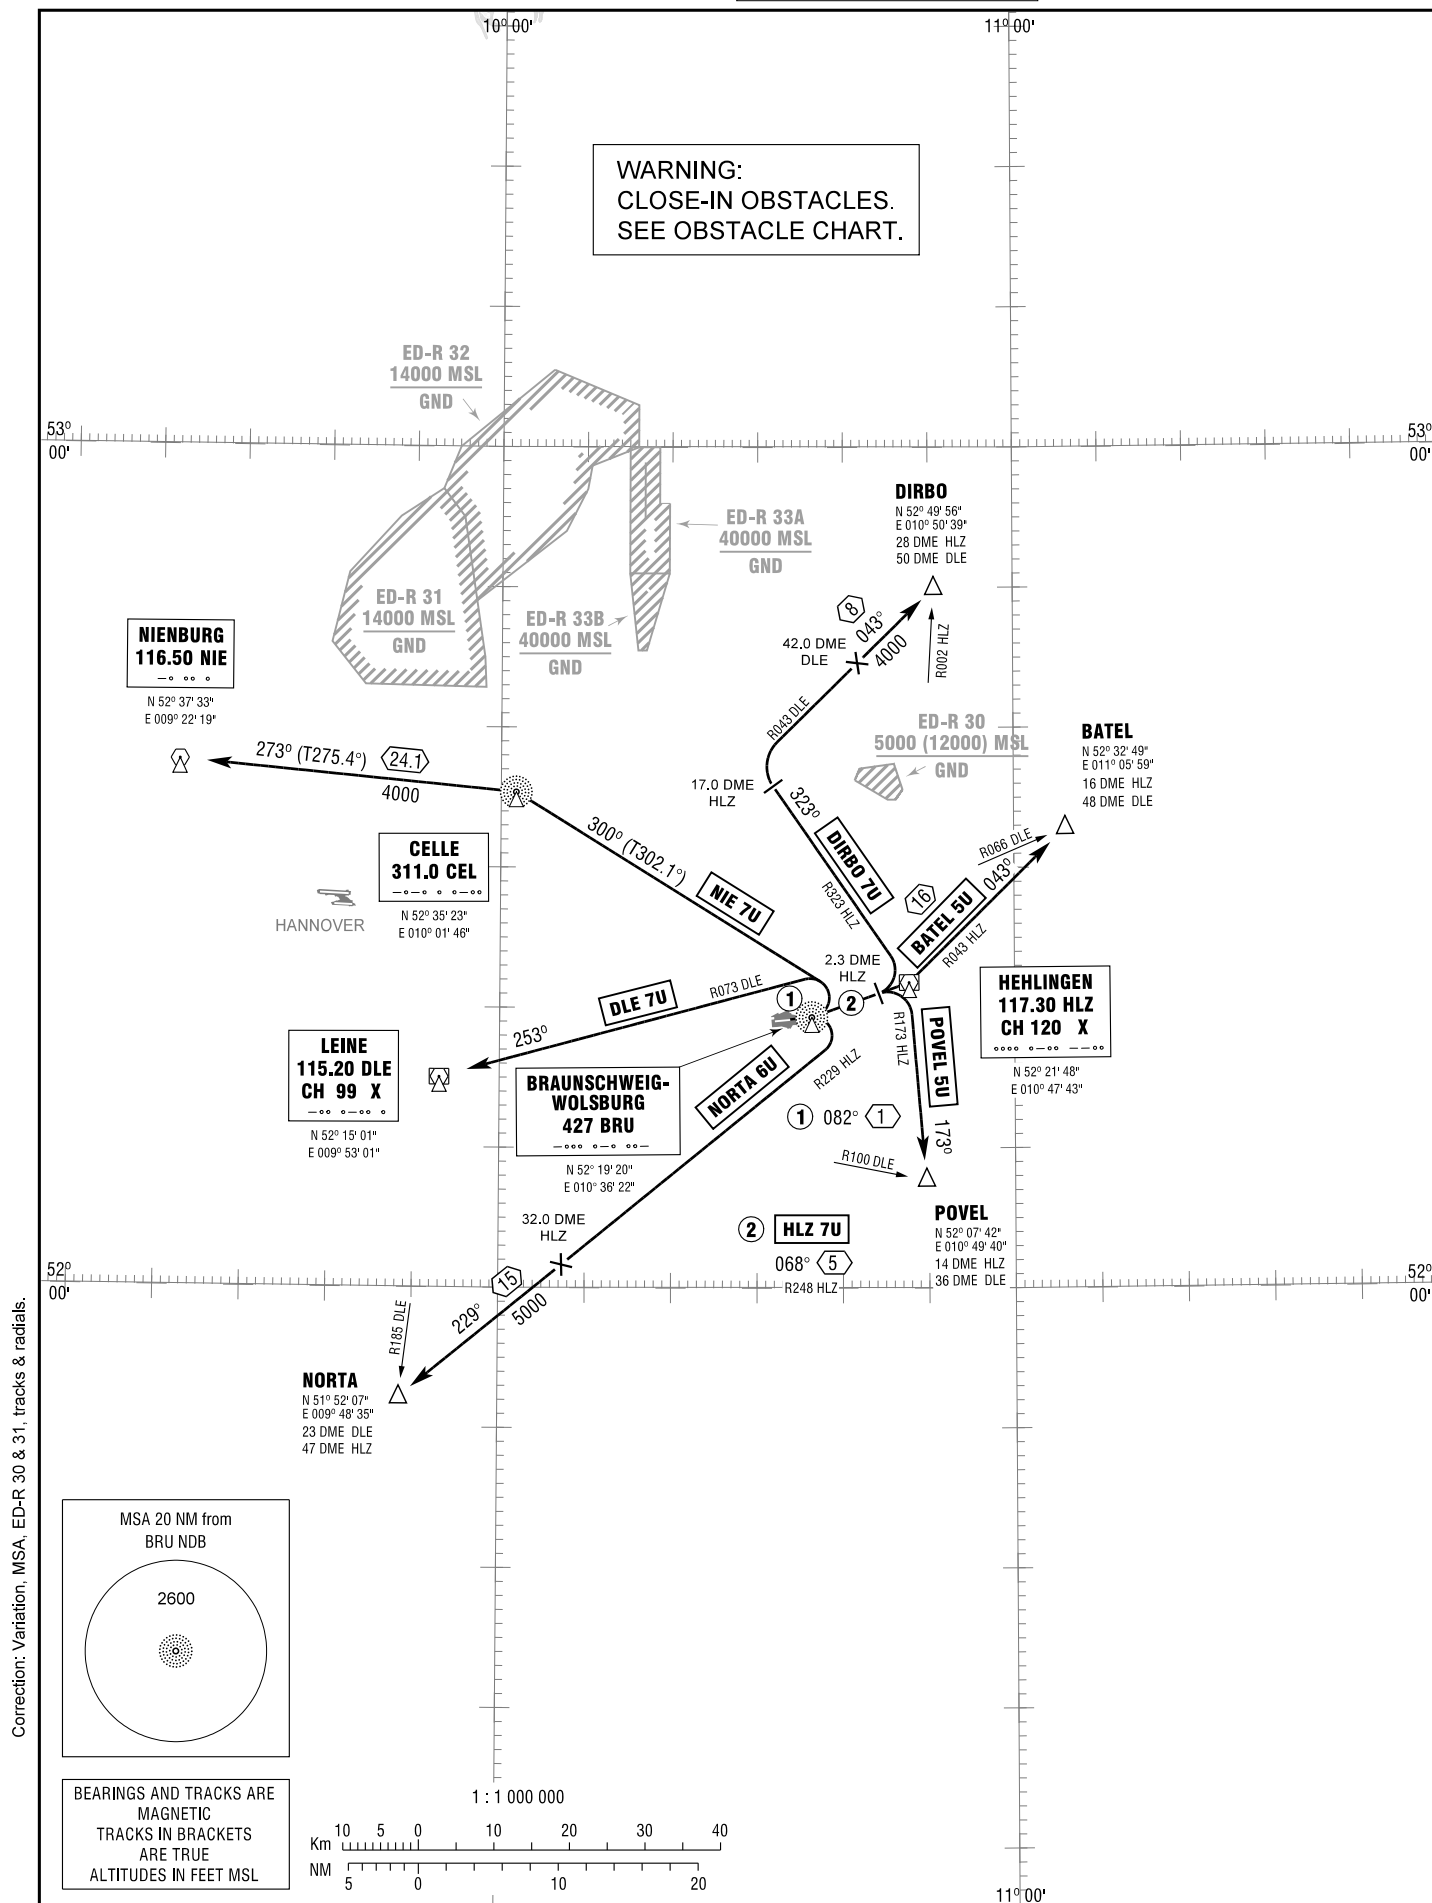 10° 00'
11° 00'
WARNING:
CLOSE-IN OBSTACLES.
SEE OBSTACLE CHART.
ED-R 32
14000 MSL
GND
53°
00'
53°
00'
DIRBO
N 52° 49' 56"
E 010° 50' 39"
28 DME HLZ
50 DME DLE
ED-R 33A
40000 MSL
GND
ED-R 31
14000 MSL
GND
ED-R 33B
40000 MSL
GND
8
043°
4000
42.0 DME
DLE
R002 HLZ
NIENBURG
116.50 NIE
N 52° 37' 33"
E 009° 22' 19"
R043 DLE
ED-R 30
5000 (12000) MSL
GND
BATEL
N 52° 32' 49"
E 011° 05' 59"
16 DME HLZ
48 DME DLE
273° (T275.4°)
24.1
4000
17.0 DME
HLZ
323°
300° (T302.1°)
DIRBO 7U
R066 DLE
043°
CELLE
311.0 CEL
N 52° 35' 23"
E 010° 01' 46"
HANNOVER
NIE 7U
R323 HLZ
16
BATEL 5U
R043 HLZ
2.3 DME
HLZ
R073 DLE
DLE 7U
1
2
HEHLINGEN
117.30 HLZ
CH 120 X
N 52° 21' 48"
E 010° 47' 43"
253°
R173 HLZ
POVEL 5U
LEINE
115.20 DLE
CH 99 X
N 52° 15' 01"
E 009° 53' 01"
BRAUNSCHWEIG-
WOLSBURG
427 BRU
N 52° 19' 20"
E 010° 36' 22"
NORTA 6U
R229 HLZ
1 082° 1
173°
R100 DLE
POVEL
N 52° 07' 42"
E 010° 49' 40"
14 DME HLZ
36 DME DLE
32.0 DME
HLZ
2 HLZ 7U
068° 5
R248 HLZ
52°
00'
52°
00'
15
229°
5000
R185 DLE
NORTA
N 51° 52' 07"
E 009° 48' 35"
23 DME DLE
47 DME HLZ
Correction: Variation, MSA, ED-R 30 & 31, tracks & radials.
MSA 20 NM from
BRU NDB
2600
BEARINGS AND TRACKS ARE
MAGNETIC
TRACKS IN BRACKETS
ARE TRUE
ALTITUDES IN FEET MSL
1 : 1 000 000
Km 10 5 0 10 20 30 40
NM 5 0 10 20
11° 00'